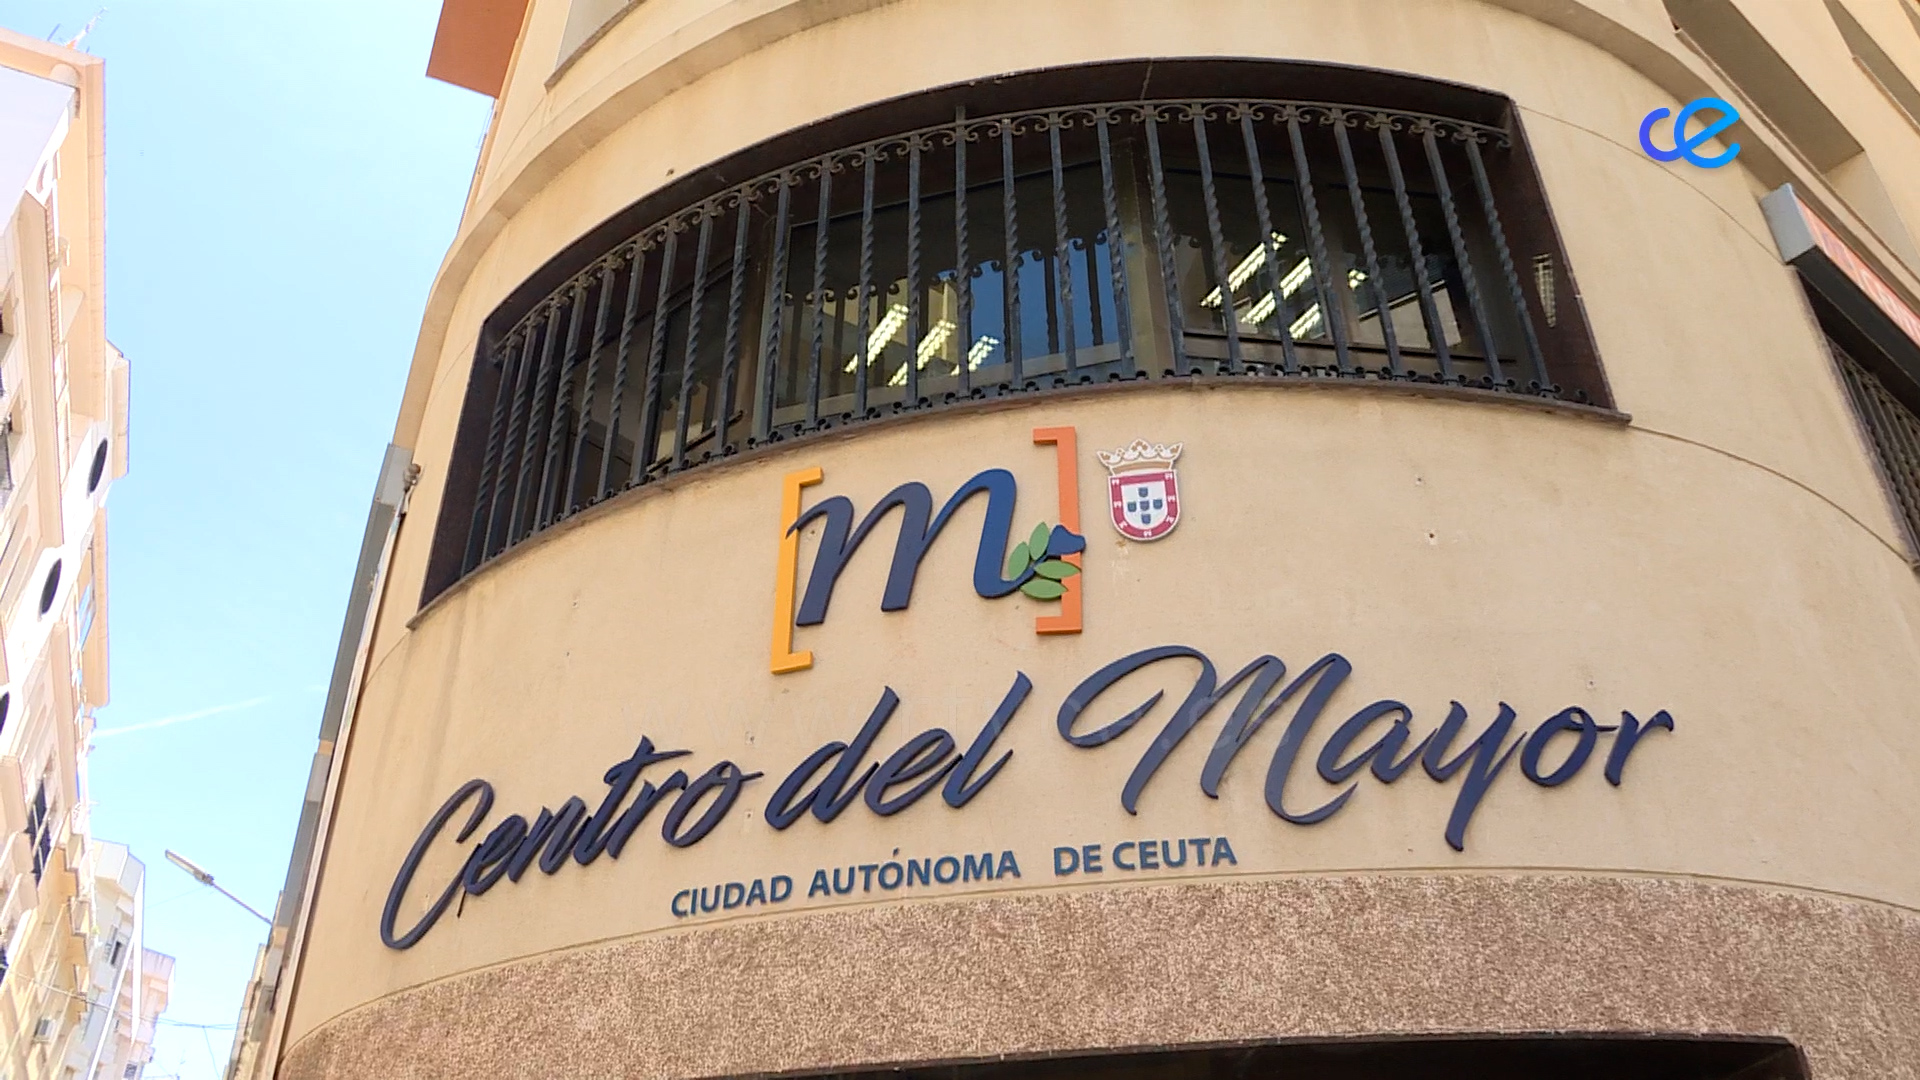 ce
[m]
Centro del Mayor
CIUDAD AUTÓNOMA DE CEUTA